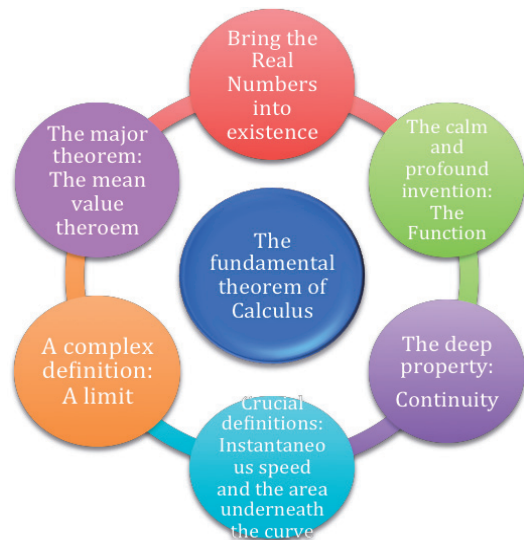 Bring the
Real
Numbers
into
existence
The calm
and
profound
invention:
The
Function
The deep
property:
Continuity
Crucial
definitions:
Instantaneo
us speed
and the area
underneath
the curve
A complex
definition:
A limit
The major
theorem:
The mean
value
theroem
The
fundamental
theorem of
Calculus